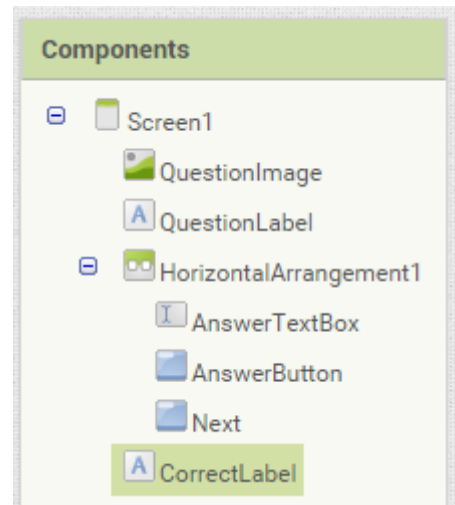 Components
Screen1
QuestionImage
A QuestionLabel
HorizontalArrangement1
AnswerTextBox
AnswerButton
Next
A CorrectLabel